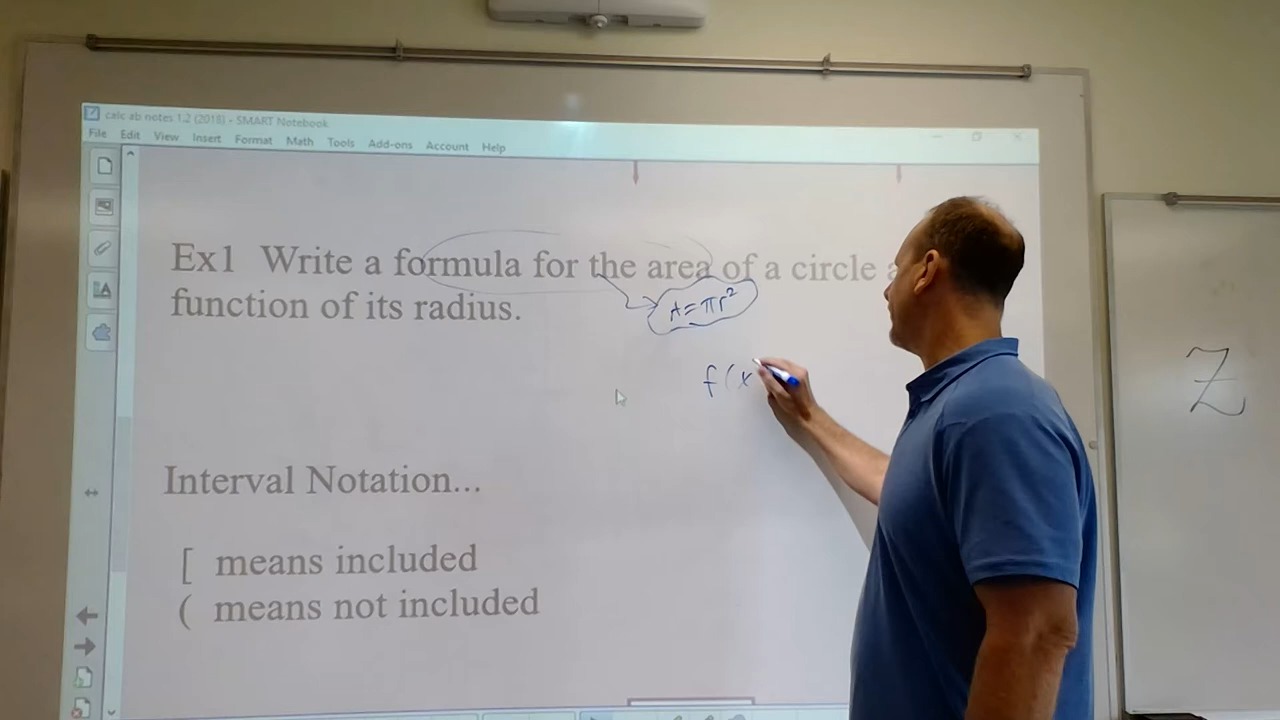 calc ab notes 1.2 (2018) - SMART Notebook
File Edit View Insert Format Math Tools Add-ons Account Help
Ex1 Write a formula for the area of a circle a
function of its radius.
A=πr²
f(x
Interval Notation...
[ means included
( means not included
Z